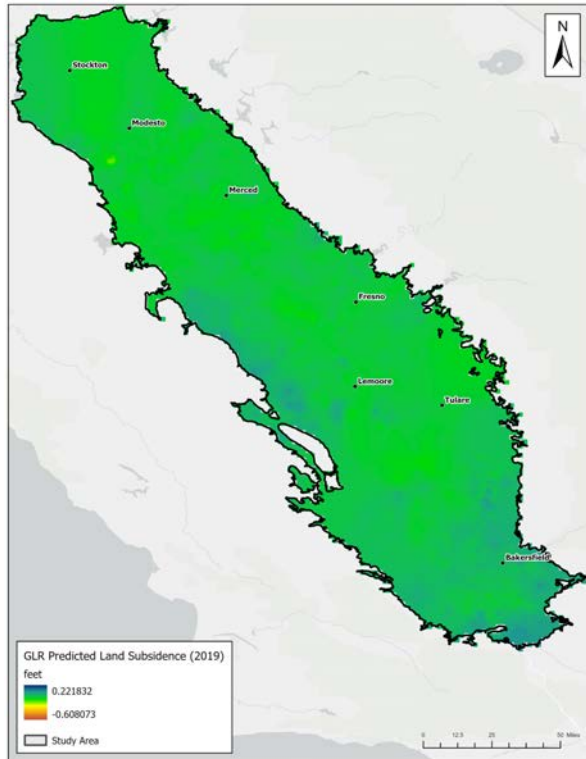 N
Stockton
Modesto
Merced
Fresno
Lemoore
Tulare
Bakersfield
GLR Predicted Land Subsidence (2019)
feet
0.221832
-0.608073
Study Area
0 12.5 25 50 Miles